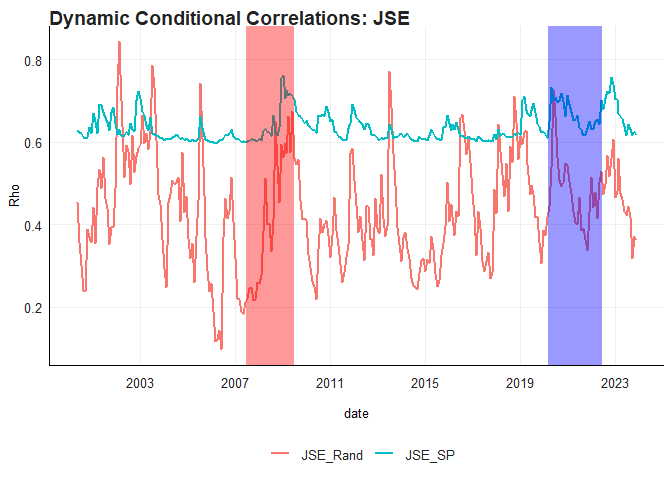 Dynamic Conditional Correlations: JSE
0.8
0.6
0.4
0.2
Rho
2003 2007 2011 2015 2019 2023
date
JSE_Rand JSE_SP